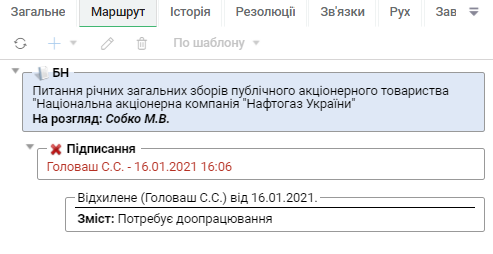 Загальне Маршрут Історія Резолюції Зв'язки Рух Зав
По шаблону
БН
Питання річних загальних зборів публічного акціонерного товариства
"Національна акціонерна компанія "Нафтогаз України"
На розгляд: Собко М.В.
Підписання
Головаш С.С. - 16.01.2021 16:06
Відхилене (Головаш С.С.) від 16.01.2021.
Зміст: Потребує доопрацювання